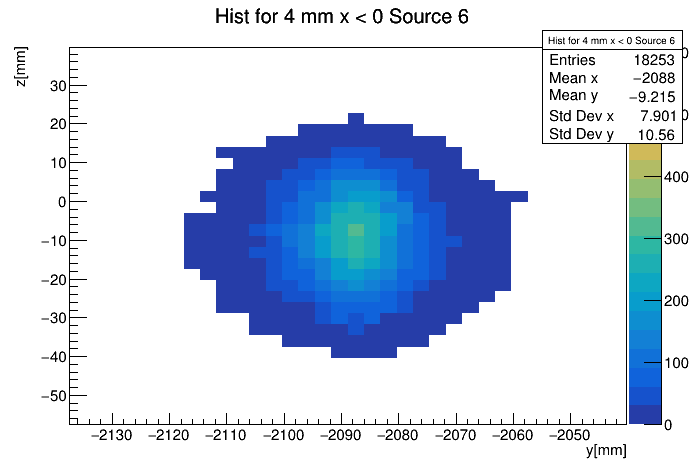 Hist for 4 mm x < 0 Source 6
z[mm]
Hist for 4 mm x < 0 Source 6
Entries 18253
Mean x −2088
Mean y −9.215
Std Dev x 7.901
Std Dev y 10.56
30
20
10
0
−10
−20
−30
−40
−50
0
0
400
300
200
100
0
−2130 −2120 −2110 −2100 −2090 −2080 −2070 −2060 −2050
y[mm]